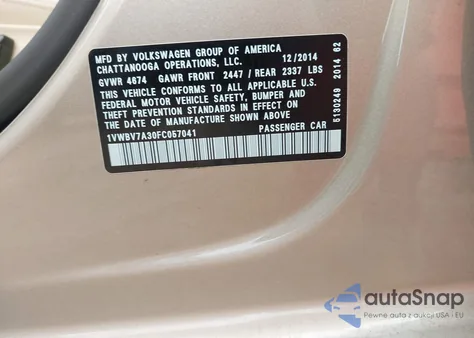 MFD BY VOLKSWAGEN GROUP OF AMERICA
CHATTANOOGA OPERATIONS, LLC. 12/2014
GVWR 4674 GAWR FRONT 2447 / REAR 2337 LBS
THIS VEHICLE CONFORMS TO ALL APPLICABLE U.S.
FEDERAL MOTOR VEHICLE SAFETY, BUMPER AND
THEFT PREVENTION STANDARDS IN EFFECT ON
THE DATE OF MANUFACTURE SHOWN ABOVE
1VWBV7A30FC057041 PASSENGER CAR
5130249 2014 62
autoSnap
Pewne auta z aukcji USA i EU